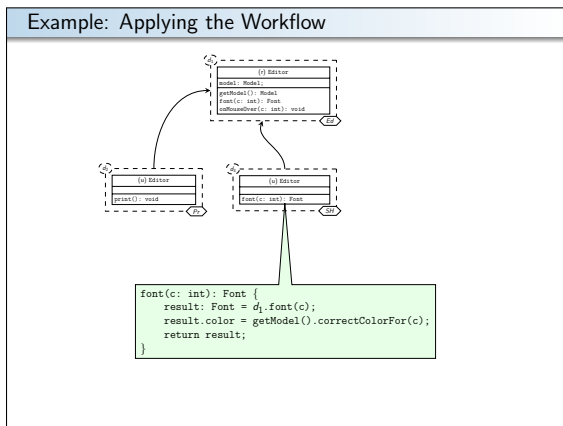 Example: Applying the Workflow
d₁
(r) Editor
model: Model;
getModel(): Model
font(c: int): Font
onMouseOver(c: int): void
Ed
(u) Editor
print(): void
Pr
(u) Editor
font(c: int): Font
SH
font(c: int): Font {
result: Font = d₁.font(c);
result.color = getModel().correctColorFor(c);
return result;
}